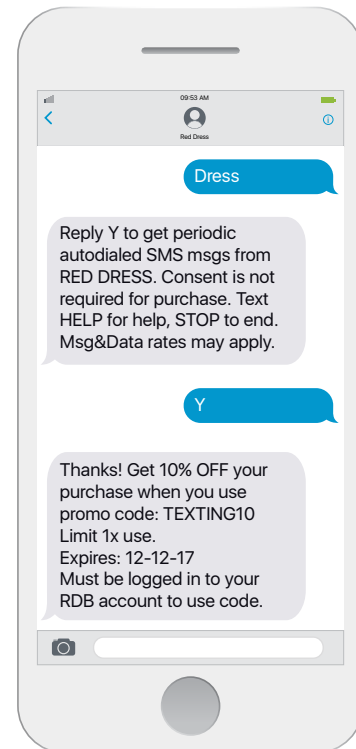 09:53 AM
Red Dress
Dress
Reply Y to get periodic
autodialed SMS msgs from
RED DRESS. Consent is not
required for purchase. Text
HELP for help, STOP to end.
Msg&Data rates may apply.
Y
Thanks! Get 10% OFF your
purchase when you use
promo code: TEXTING10
Limit 1x use.
Expires: 12-12-17
Must be logged in to your
RDB account to use code.